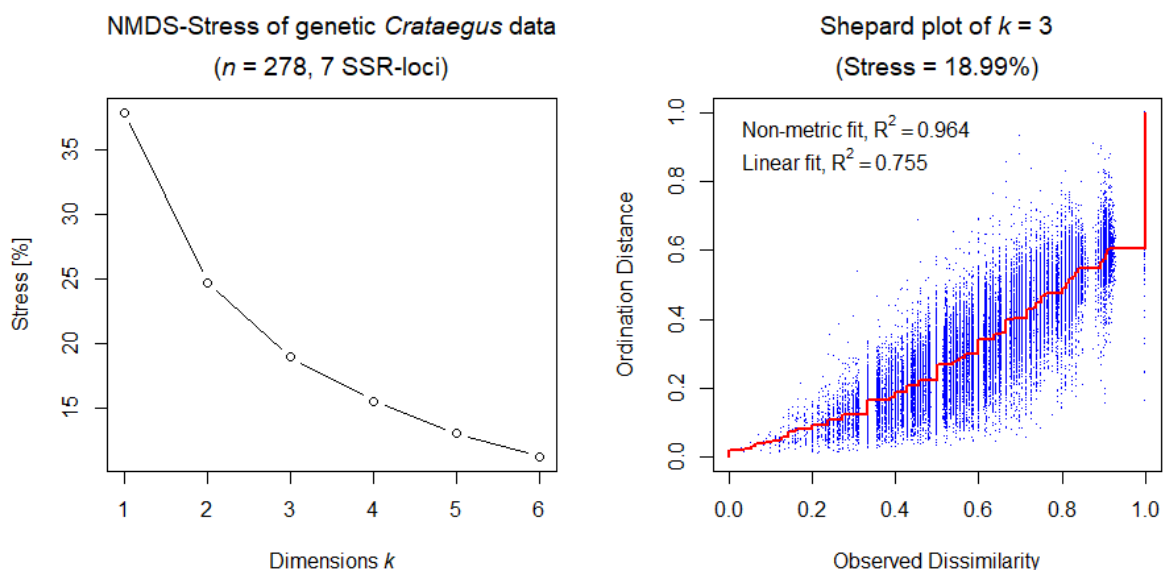 NMDS-Stress of genetic Crataegus data
(n = 278, 7 SSR-loci)
Stress [%]
35
30
25
20
15
1 2 3 4 5 6
Dimensions k
Shepard plot of k = 3
(Stress = 18.99%)
Non-metric fit, R² = 0.964
Linear fit, R² = 0.755
Ordination Distance
1.0
0.8
0.6
0.4
0.2
0.0
0.0 0.2 0.4 0.6 0.8 1.0
Observed Dissimilarity